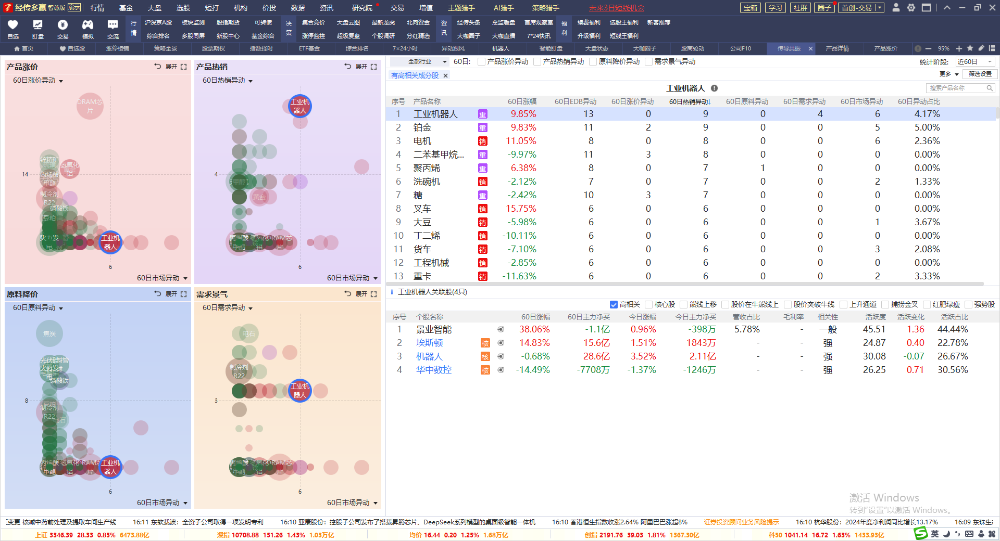 经传多赢 智尊版 演示 行情 基金 大盘 选股 短打 机构 价投 数据 资讯 研究院 交易 增值 主题猎手 AI猎手 策略猎手 未来3日短线机会 宝箱 学习 社群 圈子 首创-交易
自选 盯盘 交易 模拟 交流
行情 沪深京A股 板块监测 股指期货 可转债 决策 集合竞价 大盘云图 最新龙虎 北向资金 资讯 经传头条 总监看盘 首席观察室 福利 续费福利 选股王福利 新客推荐
综合排名 多股同屏 新股中心 基金综合 涨停监控 超级复盘 个股调研 分红精选 大咖圈子 大咖直播 7*24快讯 升级福利 短线王福利
首页 自选股 涨停棱镜 策略全景 股票期权 指数择时 ETF基金 综合排名 7×24小时 异动跟风 机器人 智能盯盘 大盘状态 大咖圈子 股商轮动 公司F10 传导共振 产品详情 产品涨价 95%
产品涨价 展开
60日涨价异动
DRAM芯片
锌精矿
氢氧化铝
丙烯酸甲酯
制冷剂R22
磷酸铁
豆粕
火力发电
工业机器人
14
6
60日市场异动
产品热销 展开
60日热销异动
工业机器人
黄金
丙烯酸甲酯 氢氧化铝 DRAM芯片
4
6
60日市场异动
原料降价 展开
60日原料异动
焦炭
火力发电
磷酸铁
豆粕
制冷剂R22
电石
丙烯酸甲酯 氢氧化铝 DRAM芯片 工业机器人
8
6
60日市场异动
需求景气 展开
60日需求异动
电石
制冷剂R22
工业机器人
丙烯酸甲酯 氢氧化铝 DRAM芯片
3
6
60日市场异动
全部行业 60日: 产品涨价异动 产品热销异动 原料降价异动 需求景气异动 统计阶段: 近60日
有高相关成分股 更多 筛选设置
工业机器人 搜索产品名称
序号 产品名称 60日涨幅 60日EDB异动 60日涨价异动 60日热销异动↓ 60日原料异动 60日需求异动 60日市场异动 60日异动占比
1 工业机器人 重 9.85% 13 0 9 0 4 6 4.17%
2 铂金 重 9.83% 11 2 9 0 0 5 5.00%
3 电机 销 11.05% 8 0 8 0 0 6 2.36%
4 二苯基甲烷... 重 -9.97% 11 3 8 0 0 0 0.00%
5 聚丙烯 重 6.38% 8 0 7 1 0 0 0.00%
6 洗碗机 销 -2.12% 7 0 7 0 0 2 1.33%
7 糖 重 -2.42% 10 3 7 0 0 0 0.00%
8 叉车 销 15.75% 6 0 6 0 0 0 0.00%
9 大豆 销 -5.98% 6 0 6 0 0 1 3.67%
10 丁二烯 销 -10.11% 6 0 6 0 0 0 0.00%
11 货车 销 -7.10% 6 0 6 0 0 3 2.08%
12 工程机械 销 -2.85% 6 0 6 0 0 0 0.00%
13 重卡 销 -11.63% 6 0 6 0 0 2 3.33%
工业机器人关联股(4只)
高相关 核心股 熊线上移 股价在牛熊线上 股价突破牛线 上升通道 捕捞金叉 红肥绿瘦 强势股
序号 个股名称 60日涨幅 60日主力净买 今日涨幅 今日主力净买 营收占比 毛利率 相关性 活跃度 活跃变化 活跃占比
1 景业智能 38.06% -1.1亿 0.96% -398万 5.78% - 一般 45.51 1.36 44.44%
2 埃斯顿 核 14.83% 15.6亿 1.51% 1843万 - - 强 24.87 0.40 22.78%
3 机器人 核 -0.68% 28.6亿 3.52% 2.11亿 - - 强 30.08 -0.07 26.67%
4 华中数控 核 -14.49% -7708万 -1.37% -1246万 - - 强 26.25 0.71 30.56%
激活 Windows
转到“设置”以激活 Windows。
变更 核减中药前处理及提取车间生产线 16:11 东软载波：全资子公司取得一项发明专利 16:10 亚康股份：控股子公司发布了搭载昇腾芯片、DeepSeek系列模型的桌面级智能一体机 16:10 香港恒生指数收涨2.64% 阿里巴巴涨超8% 证券投资顾问业务风险提示 16:10 杭华股份：2024年度净利润同比增长13.17% 16:09 东珠生
上证 3346.39 28.33 0.85% 6473.88亿 深指 10708.88 151.26 1.43% 1.03万亿 均价 16.44 0.20 1.25% 1.68万亿 创指 2191.76 39.03 1.81% 1367.30亿 科50 1041.14 16.72 1.63% 1433.93亿 英